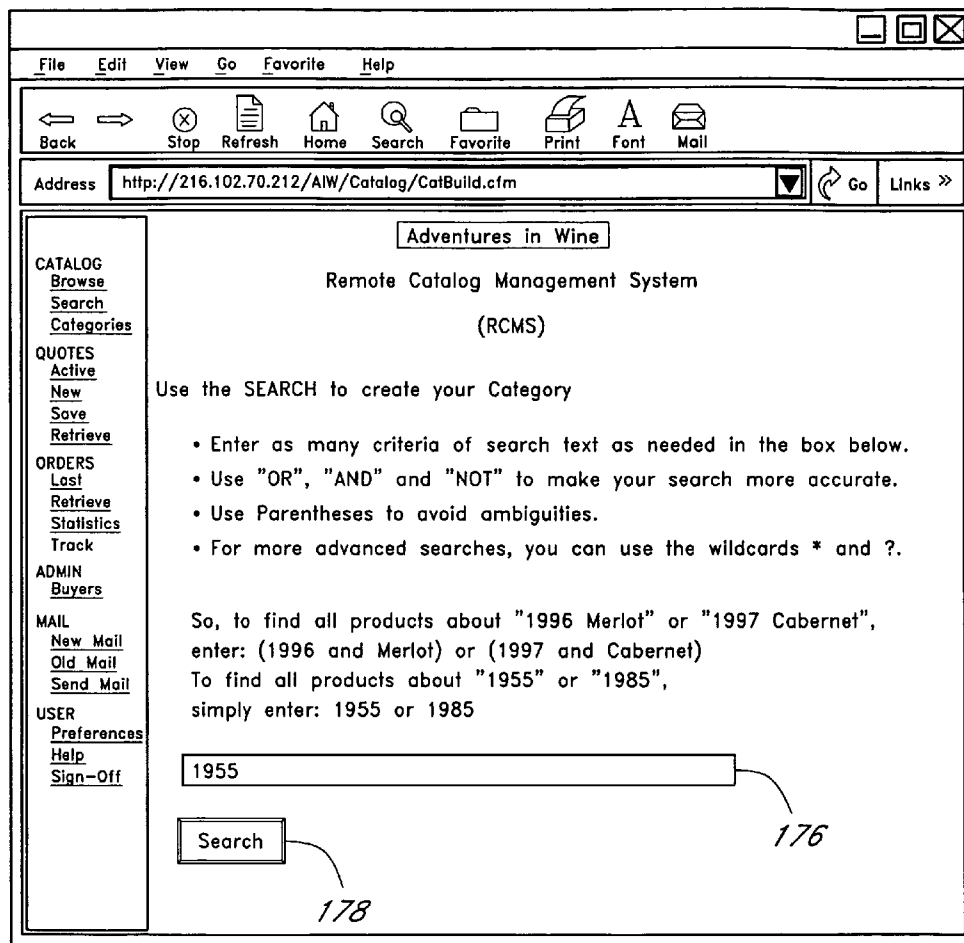 File Edit View Go Favorite Help
Back Stop Refresh Home Search Favorite Print Font Mail
A
Address http://216.102.70.212/AIW/Catalog/CatBuild.cfm Go Links »
CATALOG
Browse
Search
Categories
QUOTES
Active
New
Save
Retrieve
ORDERS
Last
Retrieve
Statistics
Track
ADMIN
Buyers
MAIL
New Mail
Old Mail
Send Mail
USER
Preferences
Help
Sign-Off
Adventures in Wine
Remote Catalog Management System
(RCMS)
Use the SEARCH to create your Category
• Enter as many criteria of search text as needed in the box below.
• Use "OR", "AND" and "NOT" to make your search more accurate.
• Use Parentheses to avoid ambiguities.
• For more advanced searches, you can use the wildcards * and ?.
So, to find all products about "1996 Merlot" or "1997 Cabernet",
enter: (1996 and Merlot) or (1997 and Cabernet)
To find all products about "1955" or "1985",
simply enter: 1955 or 1985
1955
176
Search
178